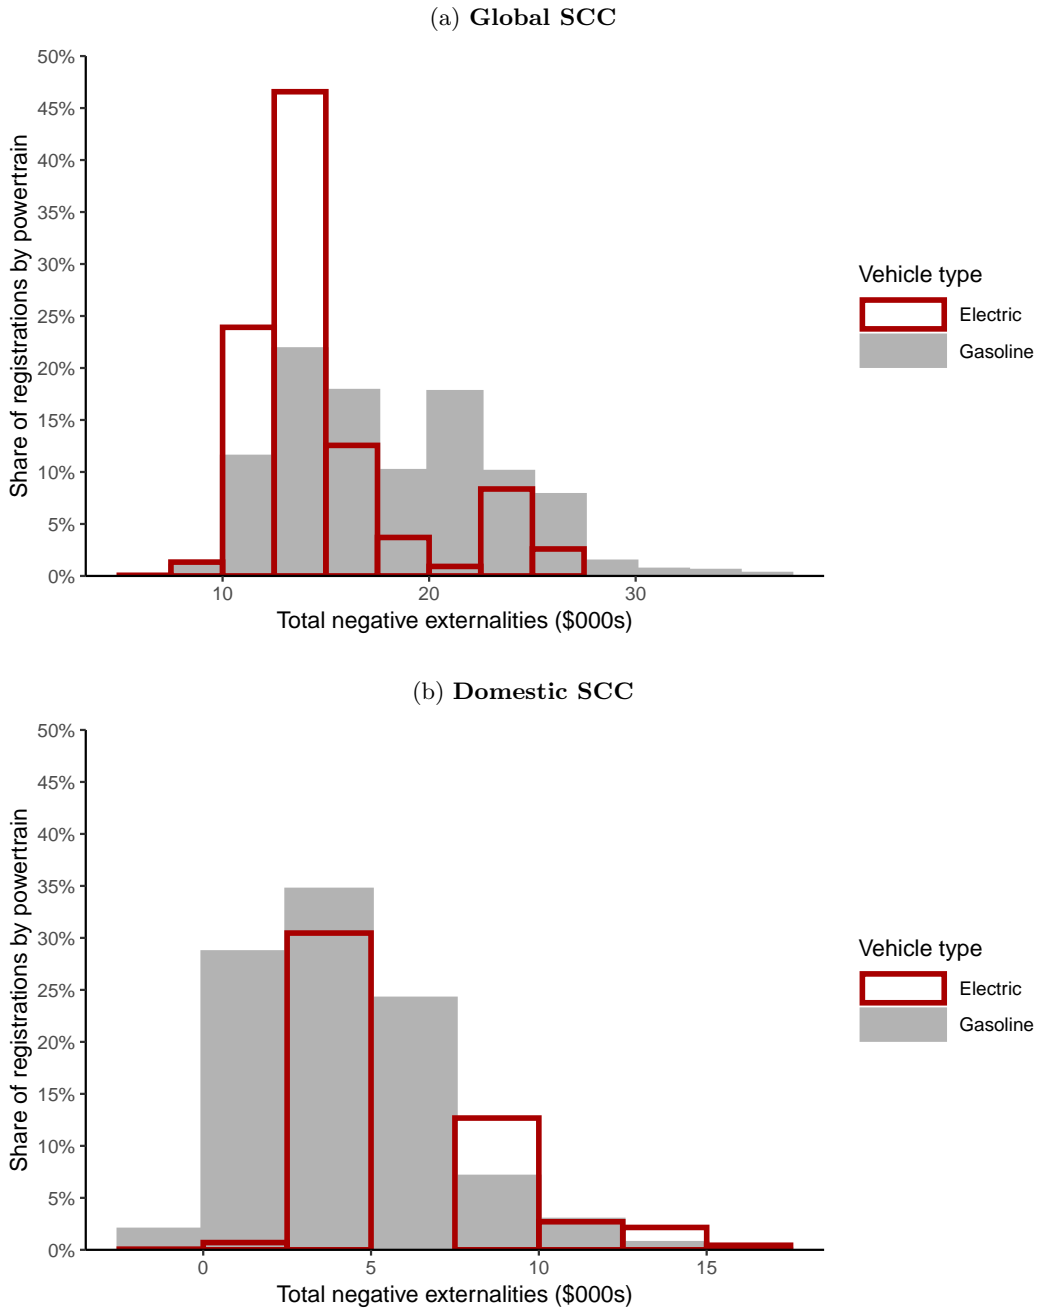 (a) Global SCC
50%
45%
40%
35%
30%
25%
20%
15%
10%
5%
0%
Share of registrations by powertrain
10 20 30
Total negative externalities ($000s)
Vehicle type
Electric
Gasoline
(b) Domestic SCC
50%
45%
40%
35%
30%
25%
20%
15%
10%
5%
0%
Share of registrations by powertrain
0 5 10 15
Total negative externalities ($000s)
Vehicle type
Electric
Gasoline